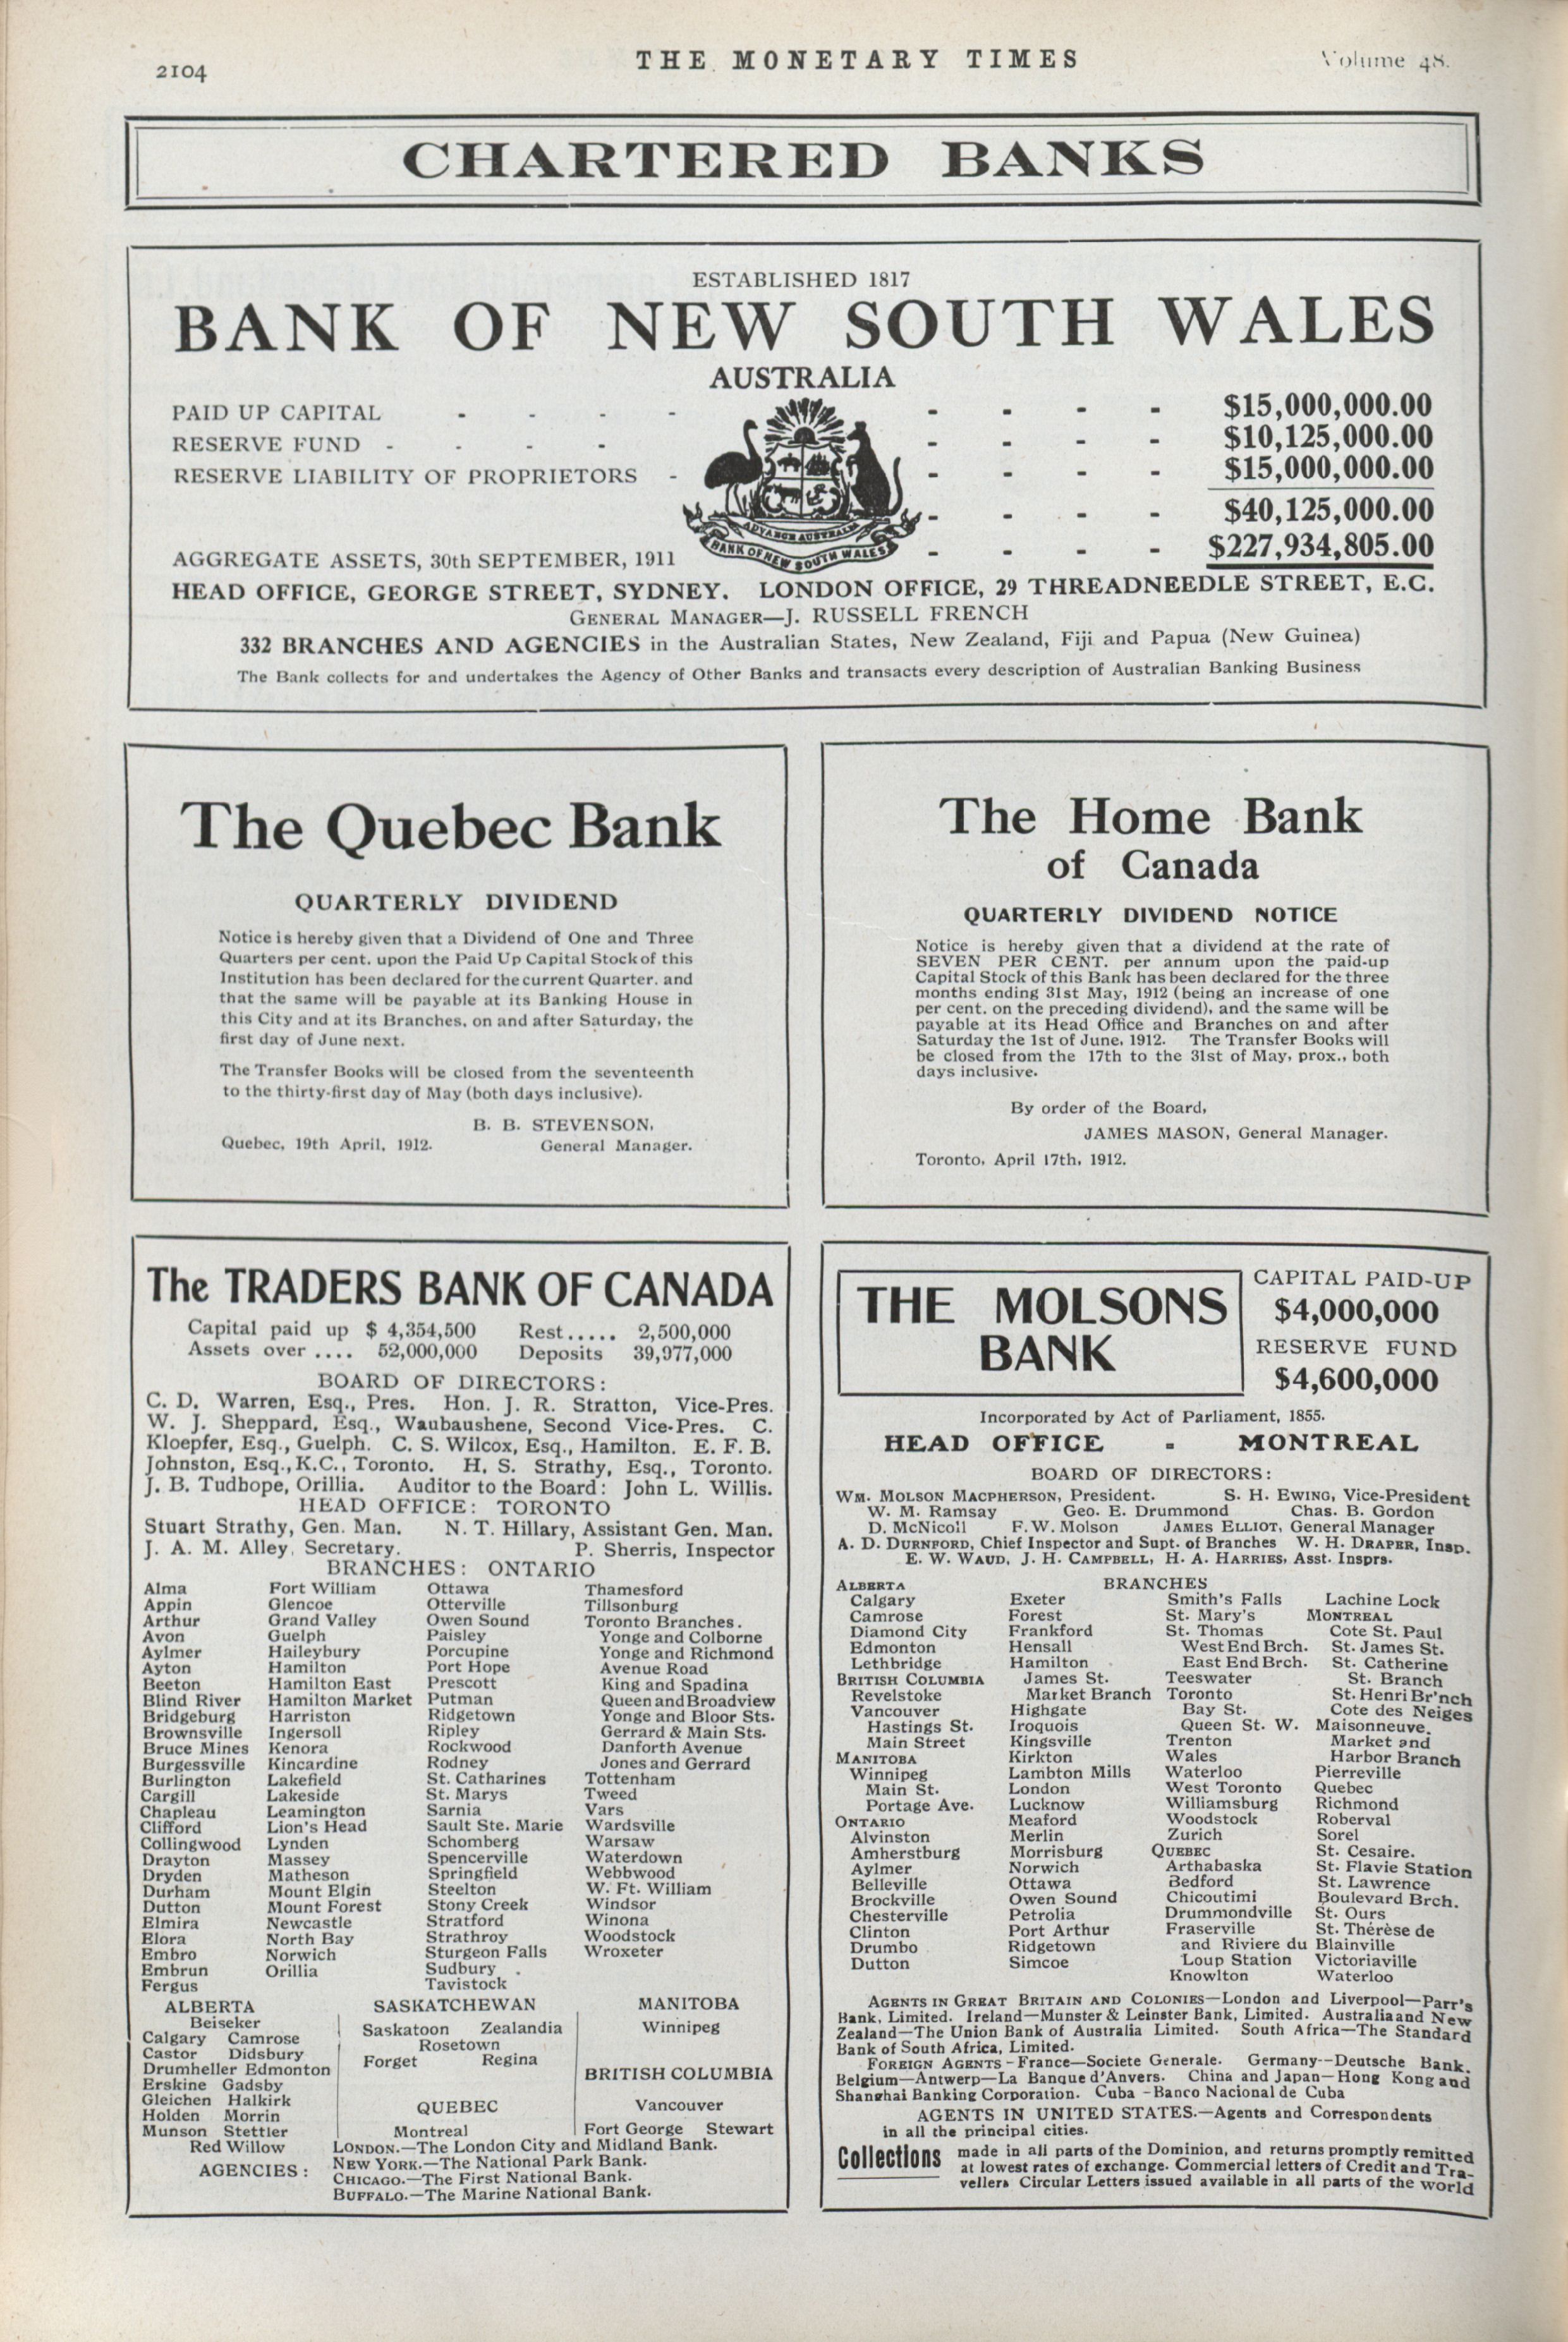 2104
THE MONETARY TIMES
Volume 48.
CHARTERED BANKS
ESTABLISHED 1817
BANK OF NEW SOUTH WALES
AUSTRALIA
PAID UP CAPITAL - - - - - - - - $15,000,000.00
RESERVE FUND - - - - - - - - $10,125,000.00
RESERVE LIABILITY OF PROPRIETORS - - - - - $15,000,000.00
- - - - $40,125,000.00
AGGREGATE ASSETS, 30th SEPTEMBER, 1911 - - - - $227,934,805.00
ADVANCE AUSTRALIA
BANK OF NEW SOUTH WALES
HEAD OFFICE, GEORGE STREET, SYDNEY. LONDON OFFICE, 29 THREADNEEDLE STREET, E.C.
GENERAL MANAGER—J. RUSSELL FRENCH
332 BRANCHES AND AGENCIES in the Australian States, New Zealand, Fiji and Papua (New Guinea)
The Bank collects for and undertakes the Agency of Other Banks and transacts every description of Australian Banking Business
The Quebec Bank
QUARTERLY DIVIDEND
Notice is hereby given that a Dividend of One and Three
Quarters per cent. upon the Paid Up Capital Stock of this
Institution has been declared for the current Quarter, and
that the same will be payable at its Banking House in
this City and at its Branches, on and after Saturday, the
first day of June next.
The Transfer Books will be closed from the seventeenth
to the thirty-first day of May (both days inclusive).
B. B. STEVENSON,
Quebec, 19th April, 1912. General Manager.
The Home Bank
of Canada
QUARTERLY DIVIDEND NOTICE
Notice is hereby given that a dividend at the rate of
SEVEN PER CENT. per annum upon the paid-up
Capital Stock of this Bank has been declared for the three
months ending 31st May, 1912 (being an increase of one
per cent. on the preceding dividend), and the same will be
payable at its Head Office and Branches on and after
Saturday the 1st of June, 1912. The Transfer Books will
be closed from the 17th to the 31st of May, prox., both
days inclusive.
By order of the Board,
JAMES MASON, General Manager.
Toronto, April 17th, 1912.
The TRADERS BANK OF CANADA
Capital paid up $ 4,354,500 Rest..... 2,500,000
Assets over .... 52,000,000 Deposits 39,977,000
BOARD OF DIRECTORS:
C. D. Warren, Esq., Pres. Hon. J. R. Stratton, Vice-Pres.
W. J. Sheppard, Esq., Waubaushene, Second Vice-Pres. C.
Kloepfer, Esq., Guelph. C. S. Wilcox, Esq., Hamilton. E. F. B.
Johnston, Esq., K.C., Toronto. H. S. Strathy, Esq., Toronto.
J. B. Tudhope, Orillia. Auditor to the Board: John L. Willis.
HEAD OFFICE: TORONTO
Stuart Strathy, Gen. Man. N. T. Hillary, Assistant Gen. Man.
J. A. M. Alley, Secretary. P. Sherris, Inspector
BRANCHES: ONTARIO
Alma
Appin
Arthur
Avon
Aylmer
Ayton
Beeton
Blind River
Bridgeburg
Brownsville
Bruce Mines
Burgessville
Burlington
Cargill
Chapleau
Clifford
Collingwood
Drayton
Dryden
Durham
Dutton
Elmira
Elora
Embro
Embrun
Fergus
Fort William
Glencoe
Grand Valley
Guelph
Haileybury
Hamilton
Hamilton East
Hamilton Market
Harriston
Ingersoll
Kenora
Kincardine
Lakefield
Lakeside
Leamington
Lion's Head
Lynden
Massey
Matheson
Mount Elgin
Mount Forest
Newcastle
North Bay
Norwich
Orillia
Ottawa
Otterville
Owen Sound
Paisley
Porcupine
Port Hope
Prescott
Putman
Ridgetown
Ripley
Rockwood
Rodney
St. Catharines
St. Marys
Sarnia
Sault Ste. Marie
Schomberg
Spencerville
Springfield
Steelton
Stony Creek
Stratford
Strathroy
Sturgeon Falls
Sudbury
Tavistock
Thamesford
Tillsonburg
Toronto Branches.
Yonge and Colborne
Yonge and Richmond
Avenue Road
King and Spadina
Queen and Broadview
Yonge and Bloor Sts.
Gerrard & Main Sts.
Danforth Avenue
Jones and Gerrard
Tottenham
Tweed
Vars
Wardsville
Warsaw
Waterdown
Webbwood
W. Ft. William
Windsor
Winona
Woodstock
Wroxeter
ALBERTA
Beiseker
Calgary Camrose
Castor Didsbury
Drumheller Edmonton
Erskine Gadsby
Gleichen Halkirk
Holden Morrin
Munson Stettler
Red Willow
SASKATCHEWAN
Saskatoon Zealandia
Rosetown
Forget Regina
QUEBEC
Montreal
MANITOBA
Winnipeg
BRITISH COLUMBIA
Vancouver
Fort George Stewart
AGENCIES:
LONDON.—The London City and Midland Bank.
NEW YORK.—The National Park Bank.
CHICAGO.—The First National Bank.
BUFFALO.—The Marine National Bank.
THE MOLSONS
BANK
CAPITAL PAID-UP
$4,000,000
RESERVE FUND
$4,600,000
Incorporated by Act of Parliament, 1855.
HEAD OFFICE - MONTREAL
BOARD OF DIRECTORS:
WM. MOLSON MACPHERSON, President. S. H. EWING, Vice-President
W. M. Ramsay Geo. E. Drummond Chas. B. Gordon
D. McNicoll F. W. Molson JAMES ELLIOT, General Manager
A. D. DURNFORD, Chief Inspector and Supt. of Branches W. H. DRAPER, Insp.
E. W. WAUD, J. H. CAMPBELL, H. A. HARRIES, Asst. Insprs.
BRANCHES
ALBERTA
Calgary
Camrose
Diamond City
Edmonton
Lethbridge
BRITISH COLUMBIA
Revelstoke
Vancouver
Hastings St.
Main Street
MANITOBA
Winnipeg
Main St.
Portage Ave.
ONTARIO
Alvinston
Amherstburg
Aylmer
Belleville
Brockville
Chesterville
Clinton
Drumbo
Dutton
Exeter
Forest
Frankford
Hensall
Hamilton
James St.
Market Branch
Highgate
Iroquois
Kingsville
Kirkton
Lambton Mills
London
Lucknow
Meaford
Merlin
Morrisburg
Norwich
Ottawa
Owen Sound
Petrolia
Port Arthur
Ridgetown
Simcoe
Smith's Falls
St. Mary's
St. Thomas
West End Brch.
East End Brch.
Teeswater
Toronto
Bay St.
Queen St. W.
Trenton
Wales
Waterloo
West Toronto
Williamsburg
Woodstock
Zurich
QUEBEC
Arthabaska
Bedford
Chicoutimi
Drummondville
Fraserville
and Riviere du
Loup Station
Knowlton
Lachine Lock
MONTREAL
Cote St. Paul
St. James St.
St. Catherine
St. Branch
St. Henri Br'nch
Cote des Neiges
Maisonneuve.
Market and
Harbor Branch
Pierreville
Quebec
Richmond
Roberval
Sorel
St. Cesaire.
St. Flavie Station
St. Lawrence
Boulevard Brch.
St. Ours
St. Thérèse de
Blainville
Victoriaville
Waterloo
AGENTS IN GREAT BRITAIN AND COLONIES—London and Liverpool—Parr's
Bank, Limited. Ireland—Munster & Leinster Bank, Limited. Australia and New
Zealand—The Union Bank of Australia Limited. South Africa—The Standard
Bank of South Africa, Limited.
FOREIGN AGENTS-France—Societe Generale. Germany--Deutsche Bank.
Belgium—Antwerp—La Banque d'Anvers. China and Japan—Hong Kong and
Shanghai Banking Corporation. Cuba -Banco Nacional de Cuba
AGENTS IN UNITED STATES.—Agents and Correspondents
in all the principal cities.
Collections made in all parts of the Dominion, and returns promptly remitted
at lowest rates of exchange. Commercial letters of Credit and Tra-
vellers Circular Letters issued available in all parts of the world